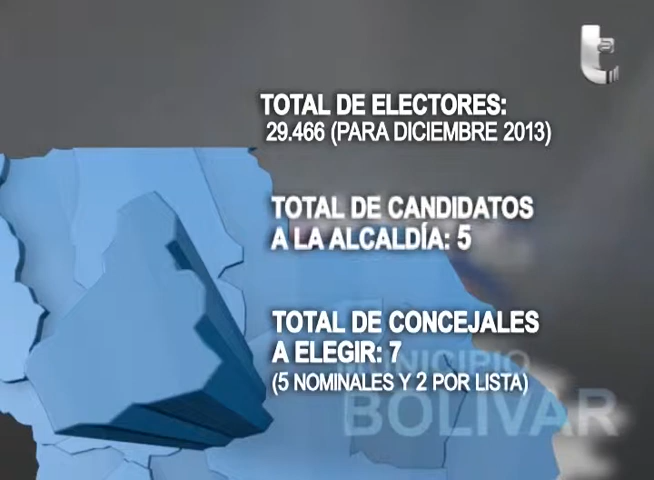 TOTAL DE ELECTORES:
29.466 (PARA DICIEMBRE 2013)
TOTAL DE CANDIDATOS
A LA ALCALDÍA: 5
TOTAL DE CONCEJALES
A ELEGIR: 7
(5 NOMINALES Y 2 POR LISTA)
MUNICIPIO
BOLÍVAR